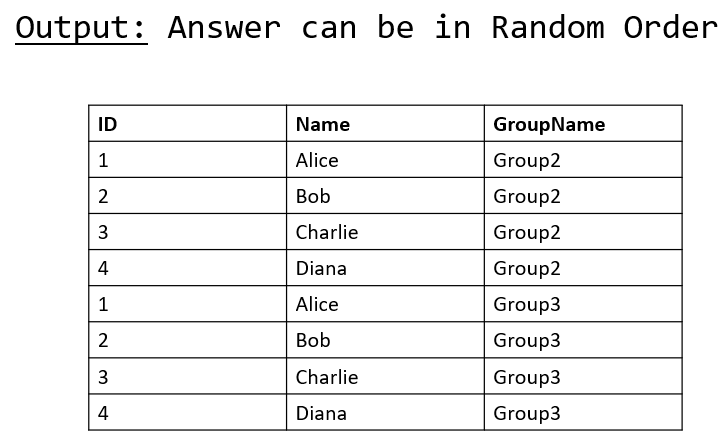 Output: Answer can be in Random Order
ID Name GroupName
1 Alice Group2
2 Bob Group2
3 Charlie Group2
4 Diana Group2
1 Alice Group3
2 Bob Group3
3 Charlie Group3
4 Diana Group3